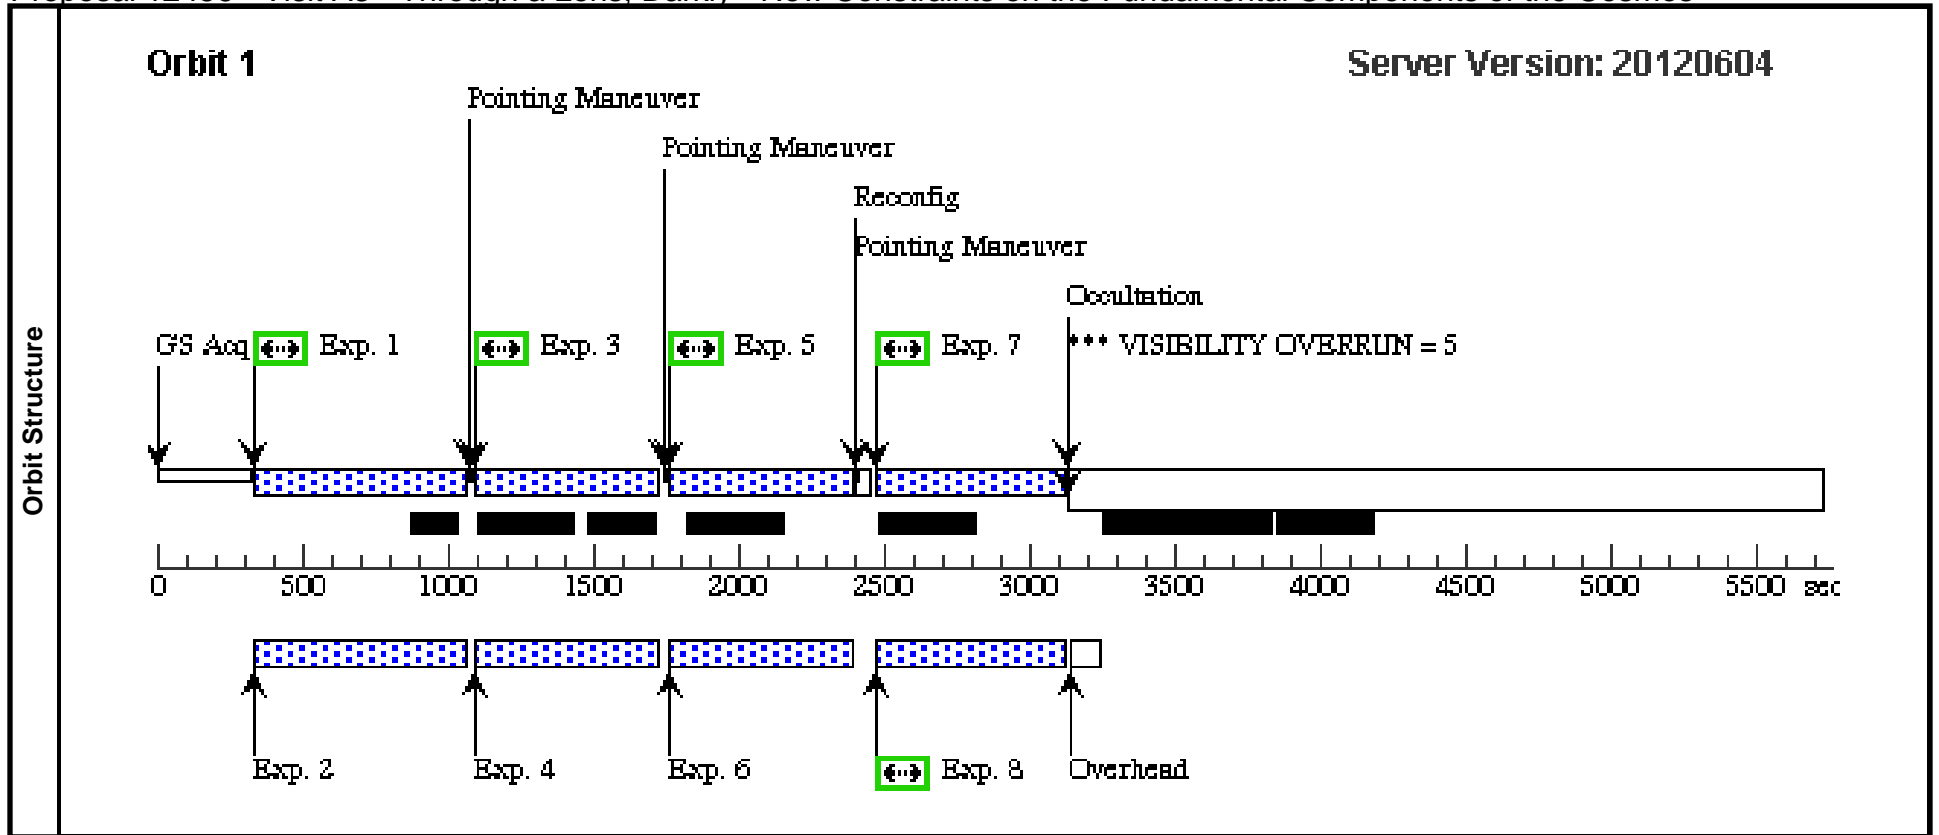 Orbit Structure
Orbit 1
Server Version: 20120604
Pointing Maneuver
Pointing Maneuver
Reconfig
Pointing Maneuver
Occultation
GS Acq
Exp. 1
Exp. 3
Exp. 5
Exp. 7
*** VISIBILITY OVERRUN = 5
0 500 1000 1500 2000 2500 3000 3500 4000 4500 5000 5500 sec
Exp. 2
Exp. 4
Exp. 6
Exp. 8
Overhead